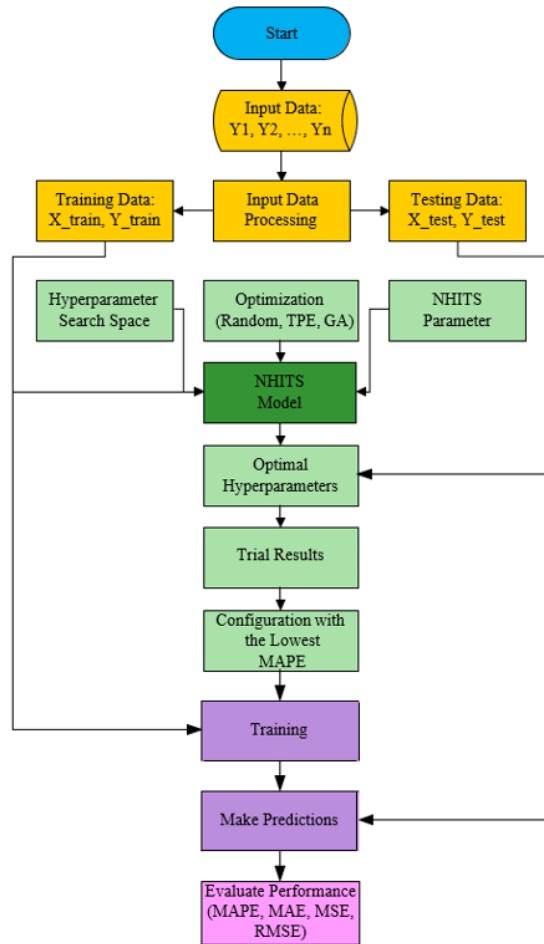 Start
Input Data:
Y1, Y2, ..., Yn
Training Data:
X_train, Y_train
Input Data
Processing
Testing Data:
X_test, Y_test
Hyperparameter
Search Space
Optimization
(Random, TPE, GA)
NHITS
Parameter
NHITS
Model
Optimal
Hyperparameters
Trial Results
Configuration with
the Lowest
MAPE
Training
Make Predictions
Evaluate Performance
(MAPE, MAE, MSE,
RMSE)